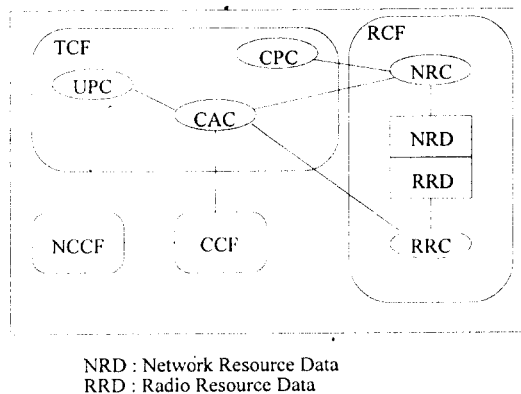 TCF
RCF
CPC
UPC
NRC
CAC
NRD
RRD
NCCF
CCF
RRC
NRD : Network Resource Data
RRD : Radio Resource Data